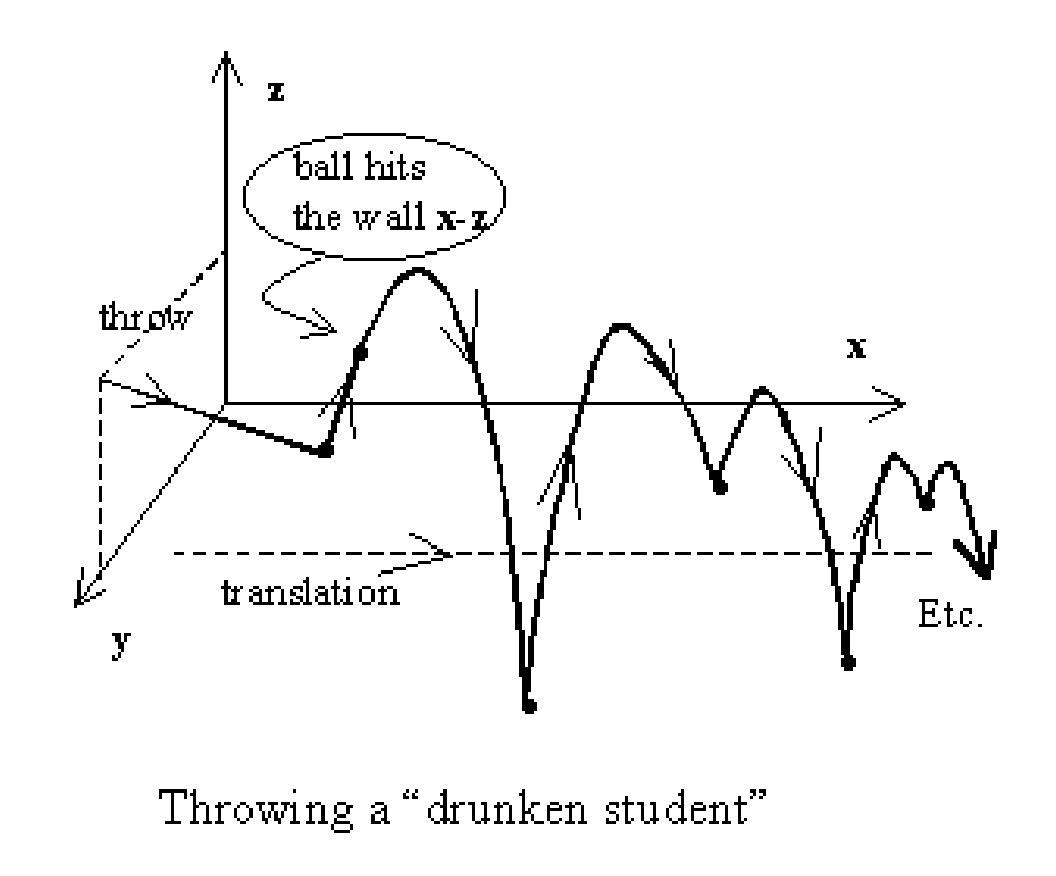 z
ball hits
the wall x-z
throw
x
translation
Etc.
y
Throwing a “drunken student”